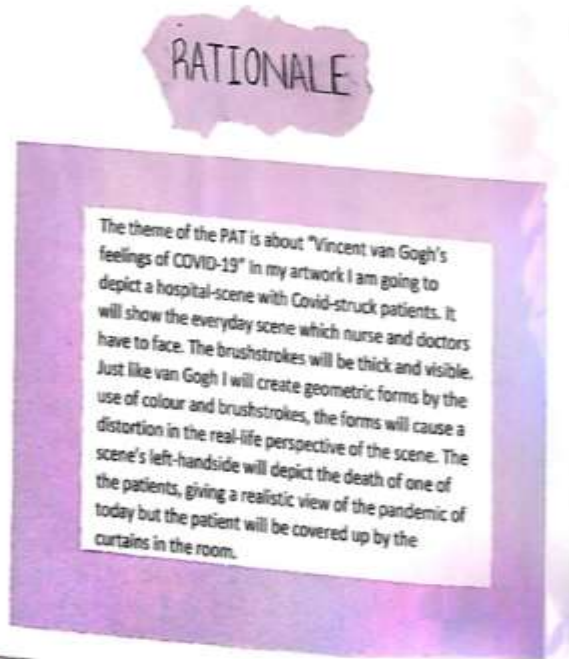 RATIONALE
The theme of the PAT is about "Vincent van Gogh's
feelings of COVID-19" In my artwork I am going to
depict a hospital-scene with Covid-struck patients. It
will show the everyday scene which nurse and doctors
have to face. The brushstrokes will be thick and visible.
Just like van Gogh I will create geometric forms by the
use of colour and brushstrokes, the forms will cause a
distortion in the real-life perspective of the scene. The
scene's left-handside will depict the death of one of
the patients, giving a realistic view of the pandemic of
today but the patient will be covered up by the
curtains in the room.